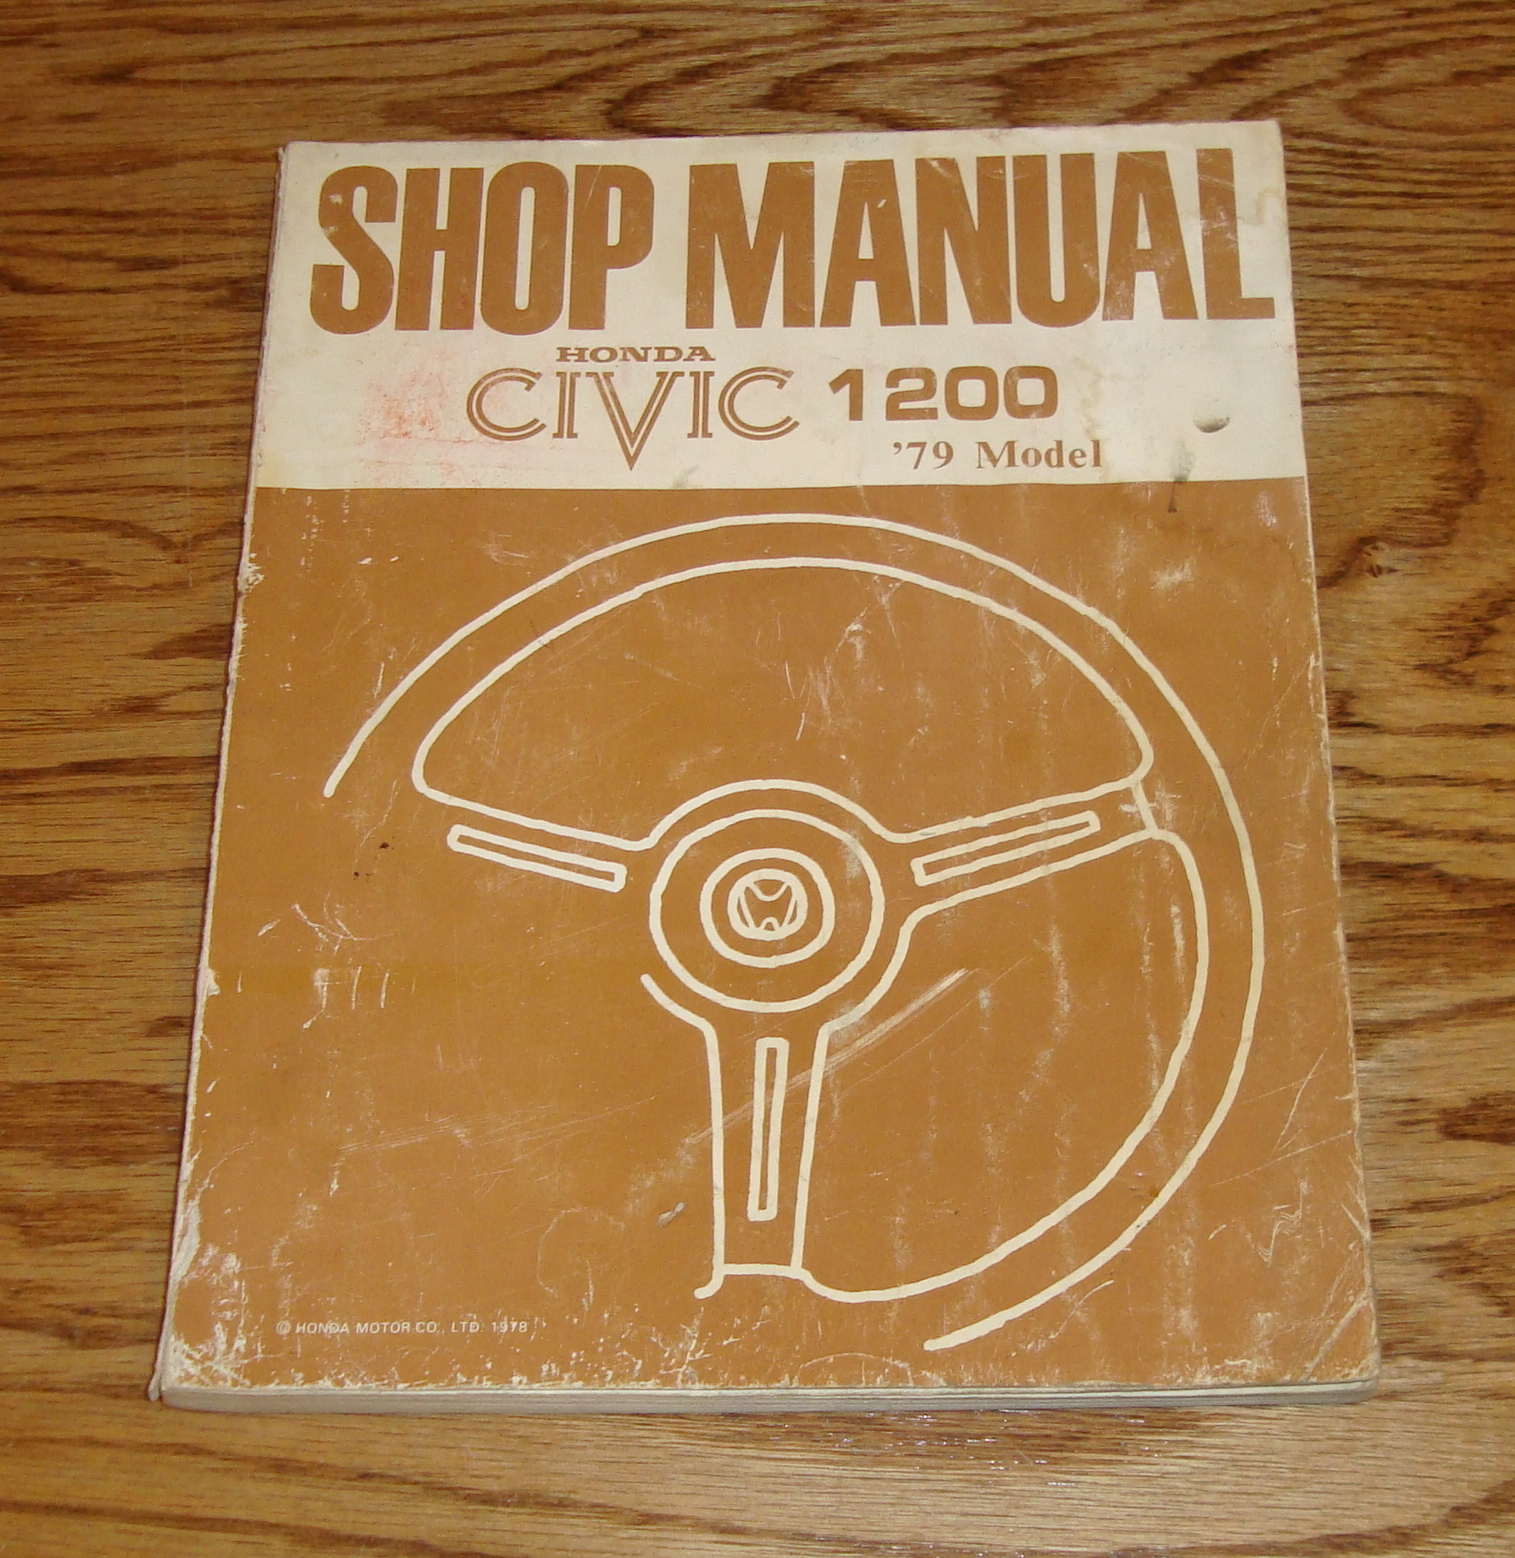 SHOP MANUAL
HONDA
CIVIC 1200
’79 Model
© HONDA MOTOR CO., LTD. 1978